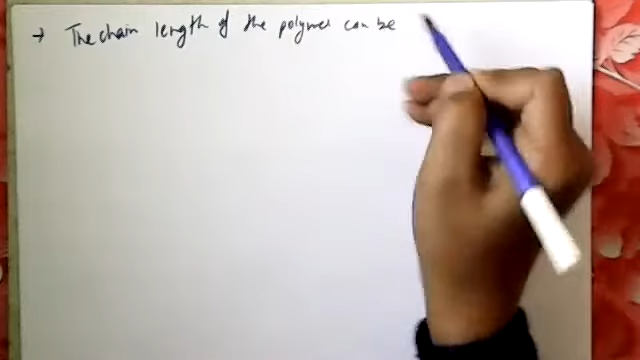 → The chain length of the polymer can be